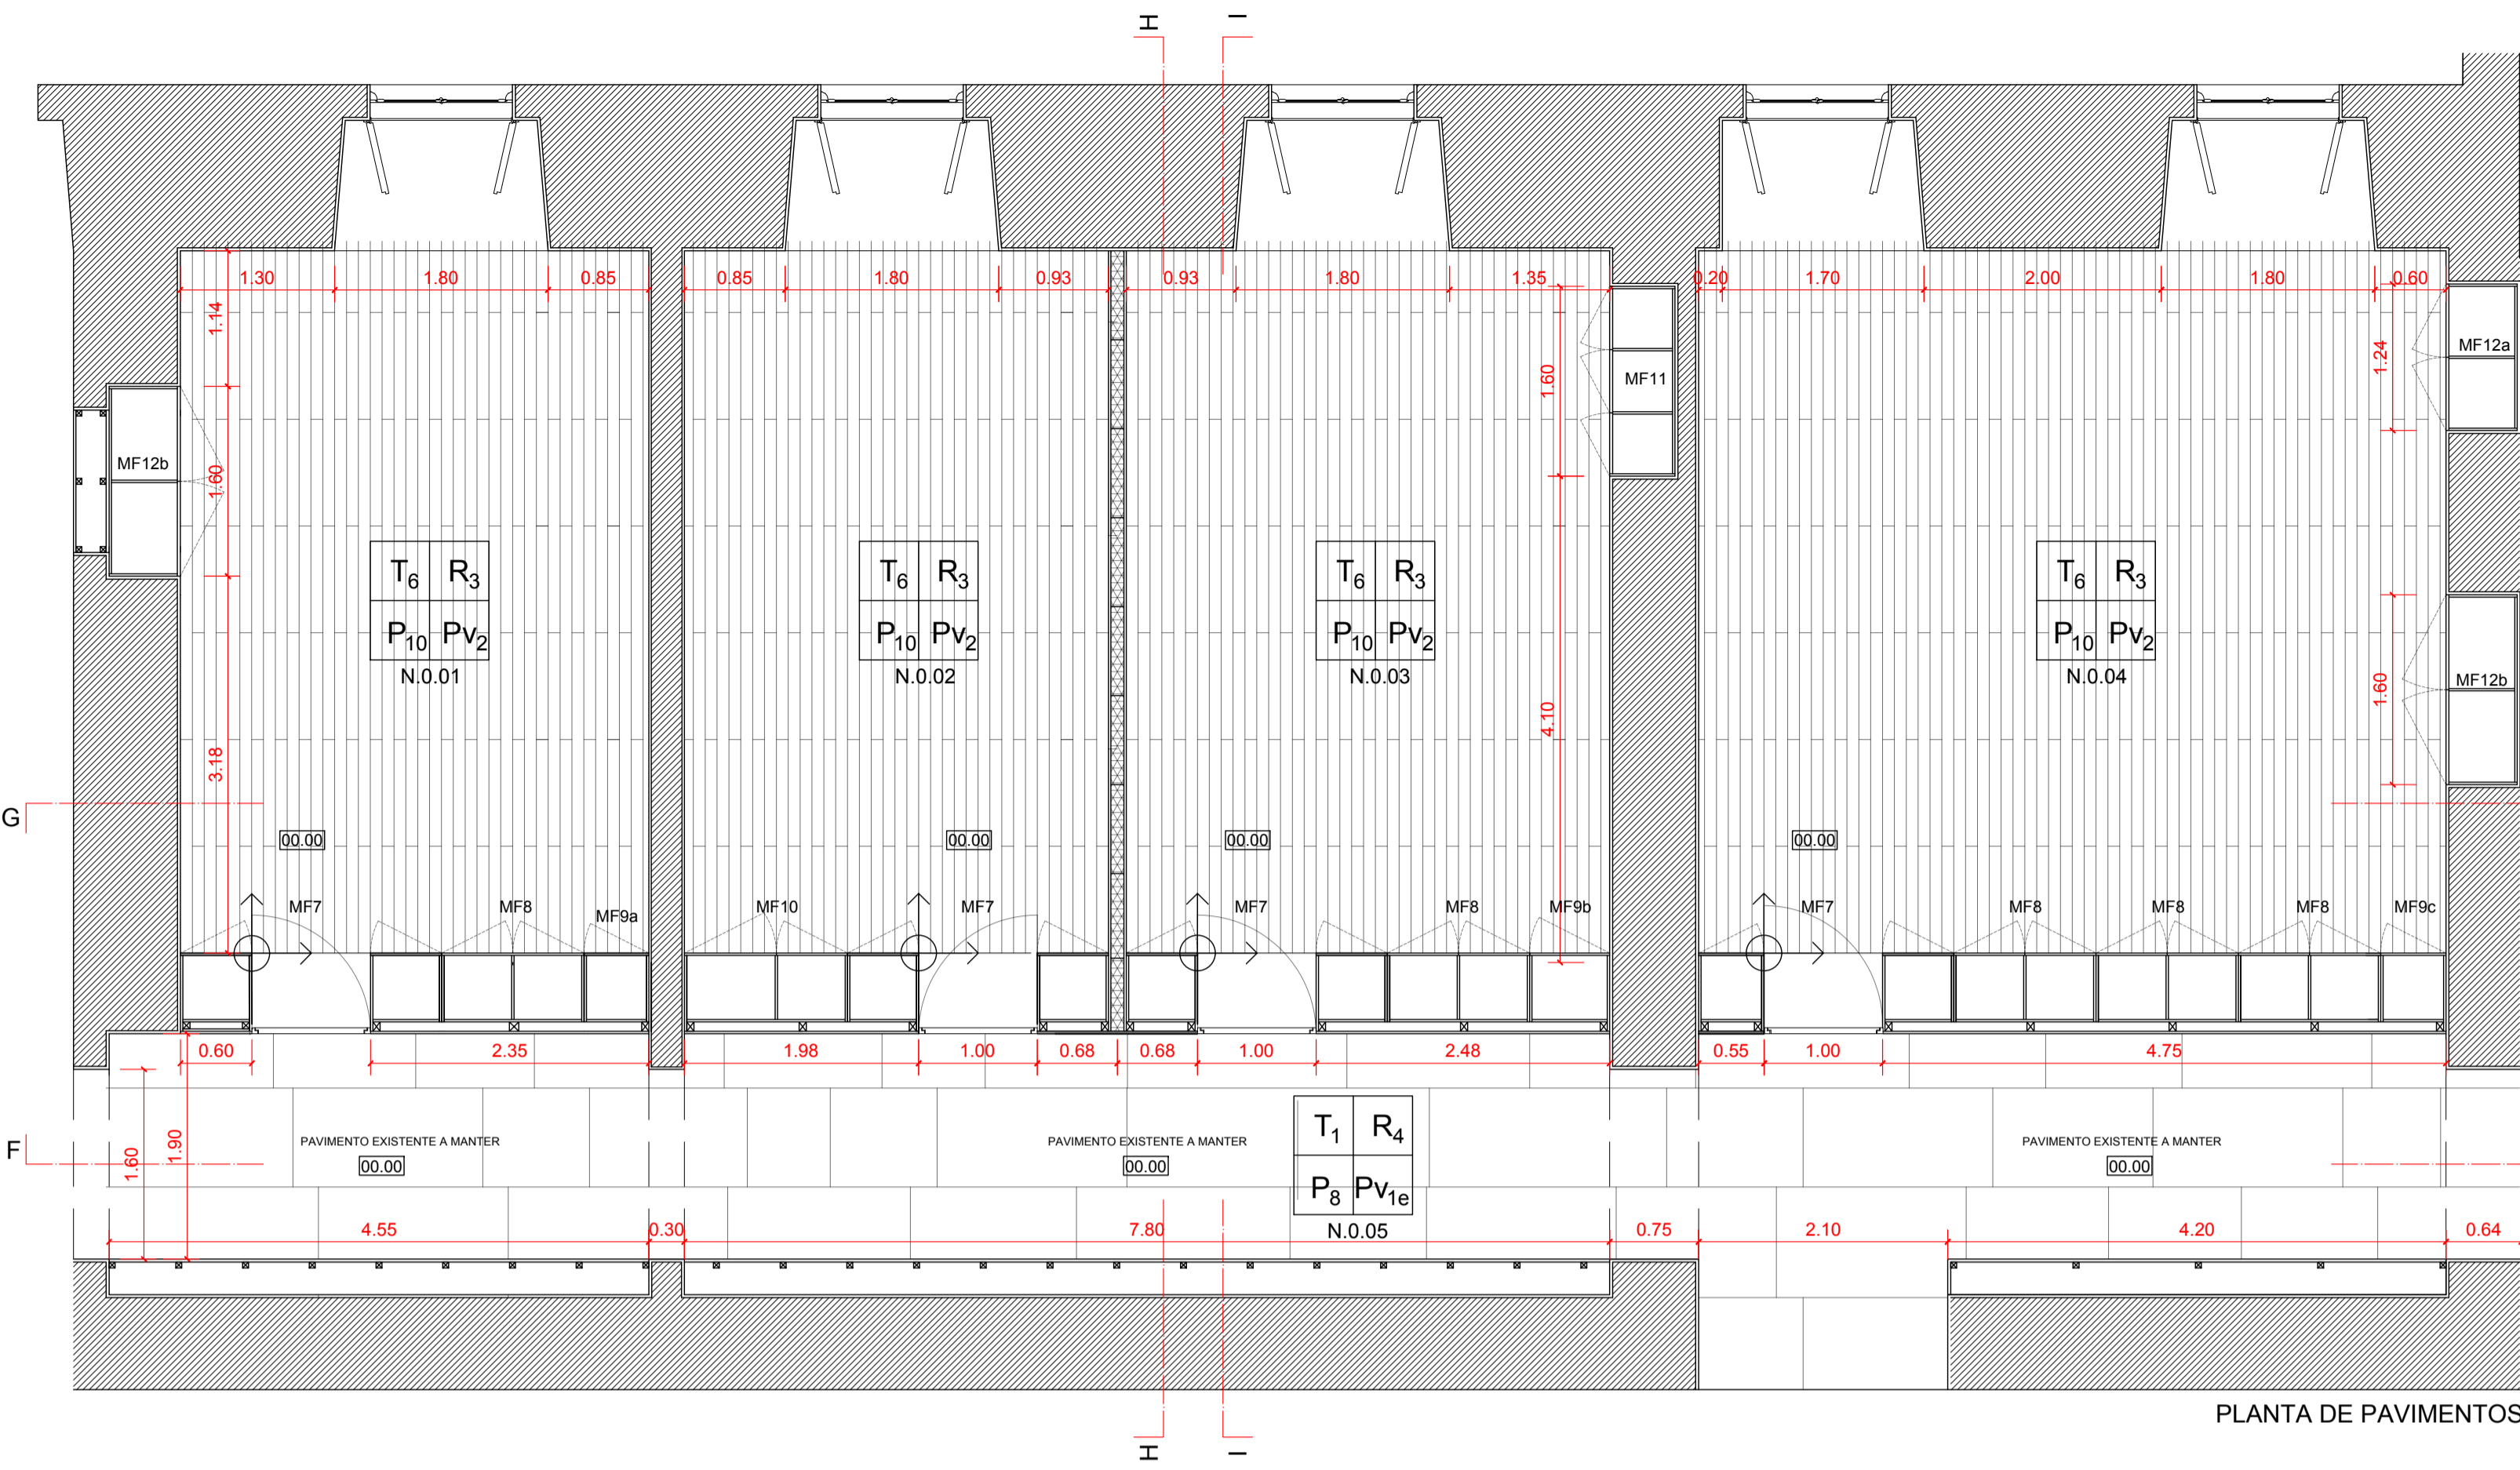 H I
1.30 1.80 0.85 0.85 1.80 0.93 0.93 1.80 1.35 0.20 1.70 2.00 1.80 0.60
1.14
1.60
1.24
MF12a
MF11
MF12b
1.60
T6 R3
P10 Pv2
N.0.01
T6 R3
P10 Pv2
N.0.02
T6 R3
P10 Pv2
N.0.03
T6 R3
P10 Pv2
N.0.04
1.60
MF12b
3.18
4.10
G
00.00 00.00 00.00 00.00
MF7 MF8 MF9a MF10 MF7 MF7 MF8 MF9b MF7 MF8 MF8 MF8 MF9c
0.60 2.35 1.98 1.00 0.68 0.68 1.00 2.48 0.55 1.00 4.75
F
1.60
1.90
PAVIMENTO EXISTENTE A MANTER
00.00
PAVIMENTO EXISTENTE A MANTER
00.00
T1 R4
P8 Pv1e
N.0.05
PAVIMENTO EXISTENTE A MANTER
00.00
4.55 0.30 7.80 0.75 2.10 4.20 0.64
PLANTA DE PAVIMENTOS
H I